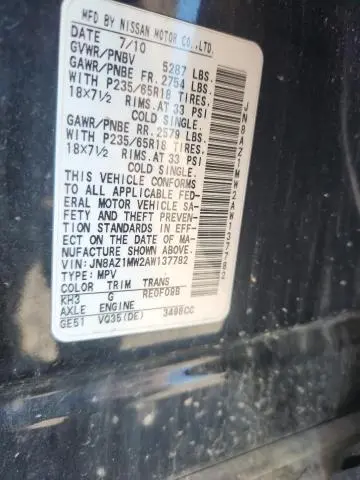 MFD BY NISSAN MOTOR CO.,LTD.
DATE 7/10
GVWR/PNBV 5287 LBS.
GAWR/PNBE FR. 2754 LBS.
WITH P235/65R18 TIRES.
18X7½ RIMS.AT 33 PSI
COLD SINGLE.
GAWR/PNBE RR. 2579 LBS.
WITH P235/65R18 TIRES.
18X7½ RIMS.AT 33 PSI
COLD SINGLE.
THIS VEHICLE CONFORMS
TO ALL APPLICABLE FED-
ERAL MOTOR VEHICLE SA-
FETY AND THEFT PREVEN-
TION STANDARDS IN EFF-
ECT ON THE DATE OF MA-
NUFACTURE SHOWN ABOVE.
VIN:JN8AZ1MW2AW137782
TYPE: MPV
COLOR TRIM TRANS
KH3 G RE0F09B
AXLE ENGINE
GE51 VQ35(DE) 3498CC
JN8AZ1MW2AW137782